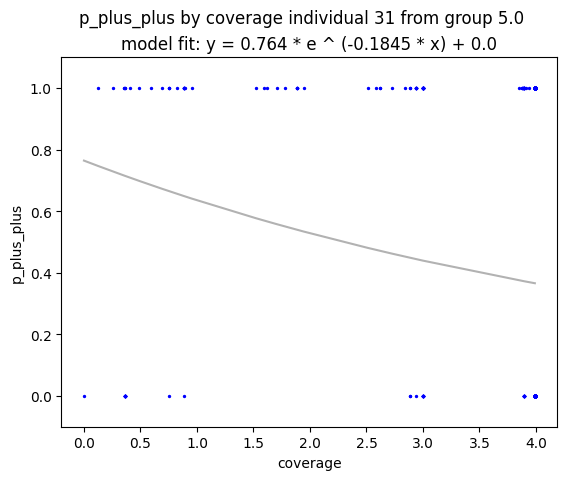 p_plus_plus by coverage individual 31 from group 5.0
model fit: y = 0.764 * e ^ (-0.1845 * x) + 0.0
1.0
0.8
0.6
0.4
0.2
0.0
p_plus_plus
0.0 0.5 1.0 1.5 2.0 2.5 3.0 3.5 4.0
coverage